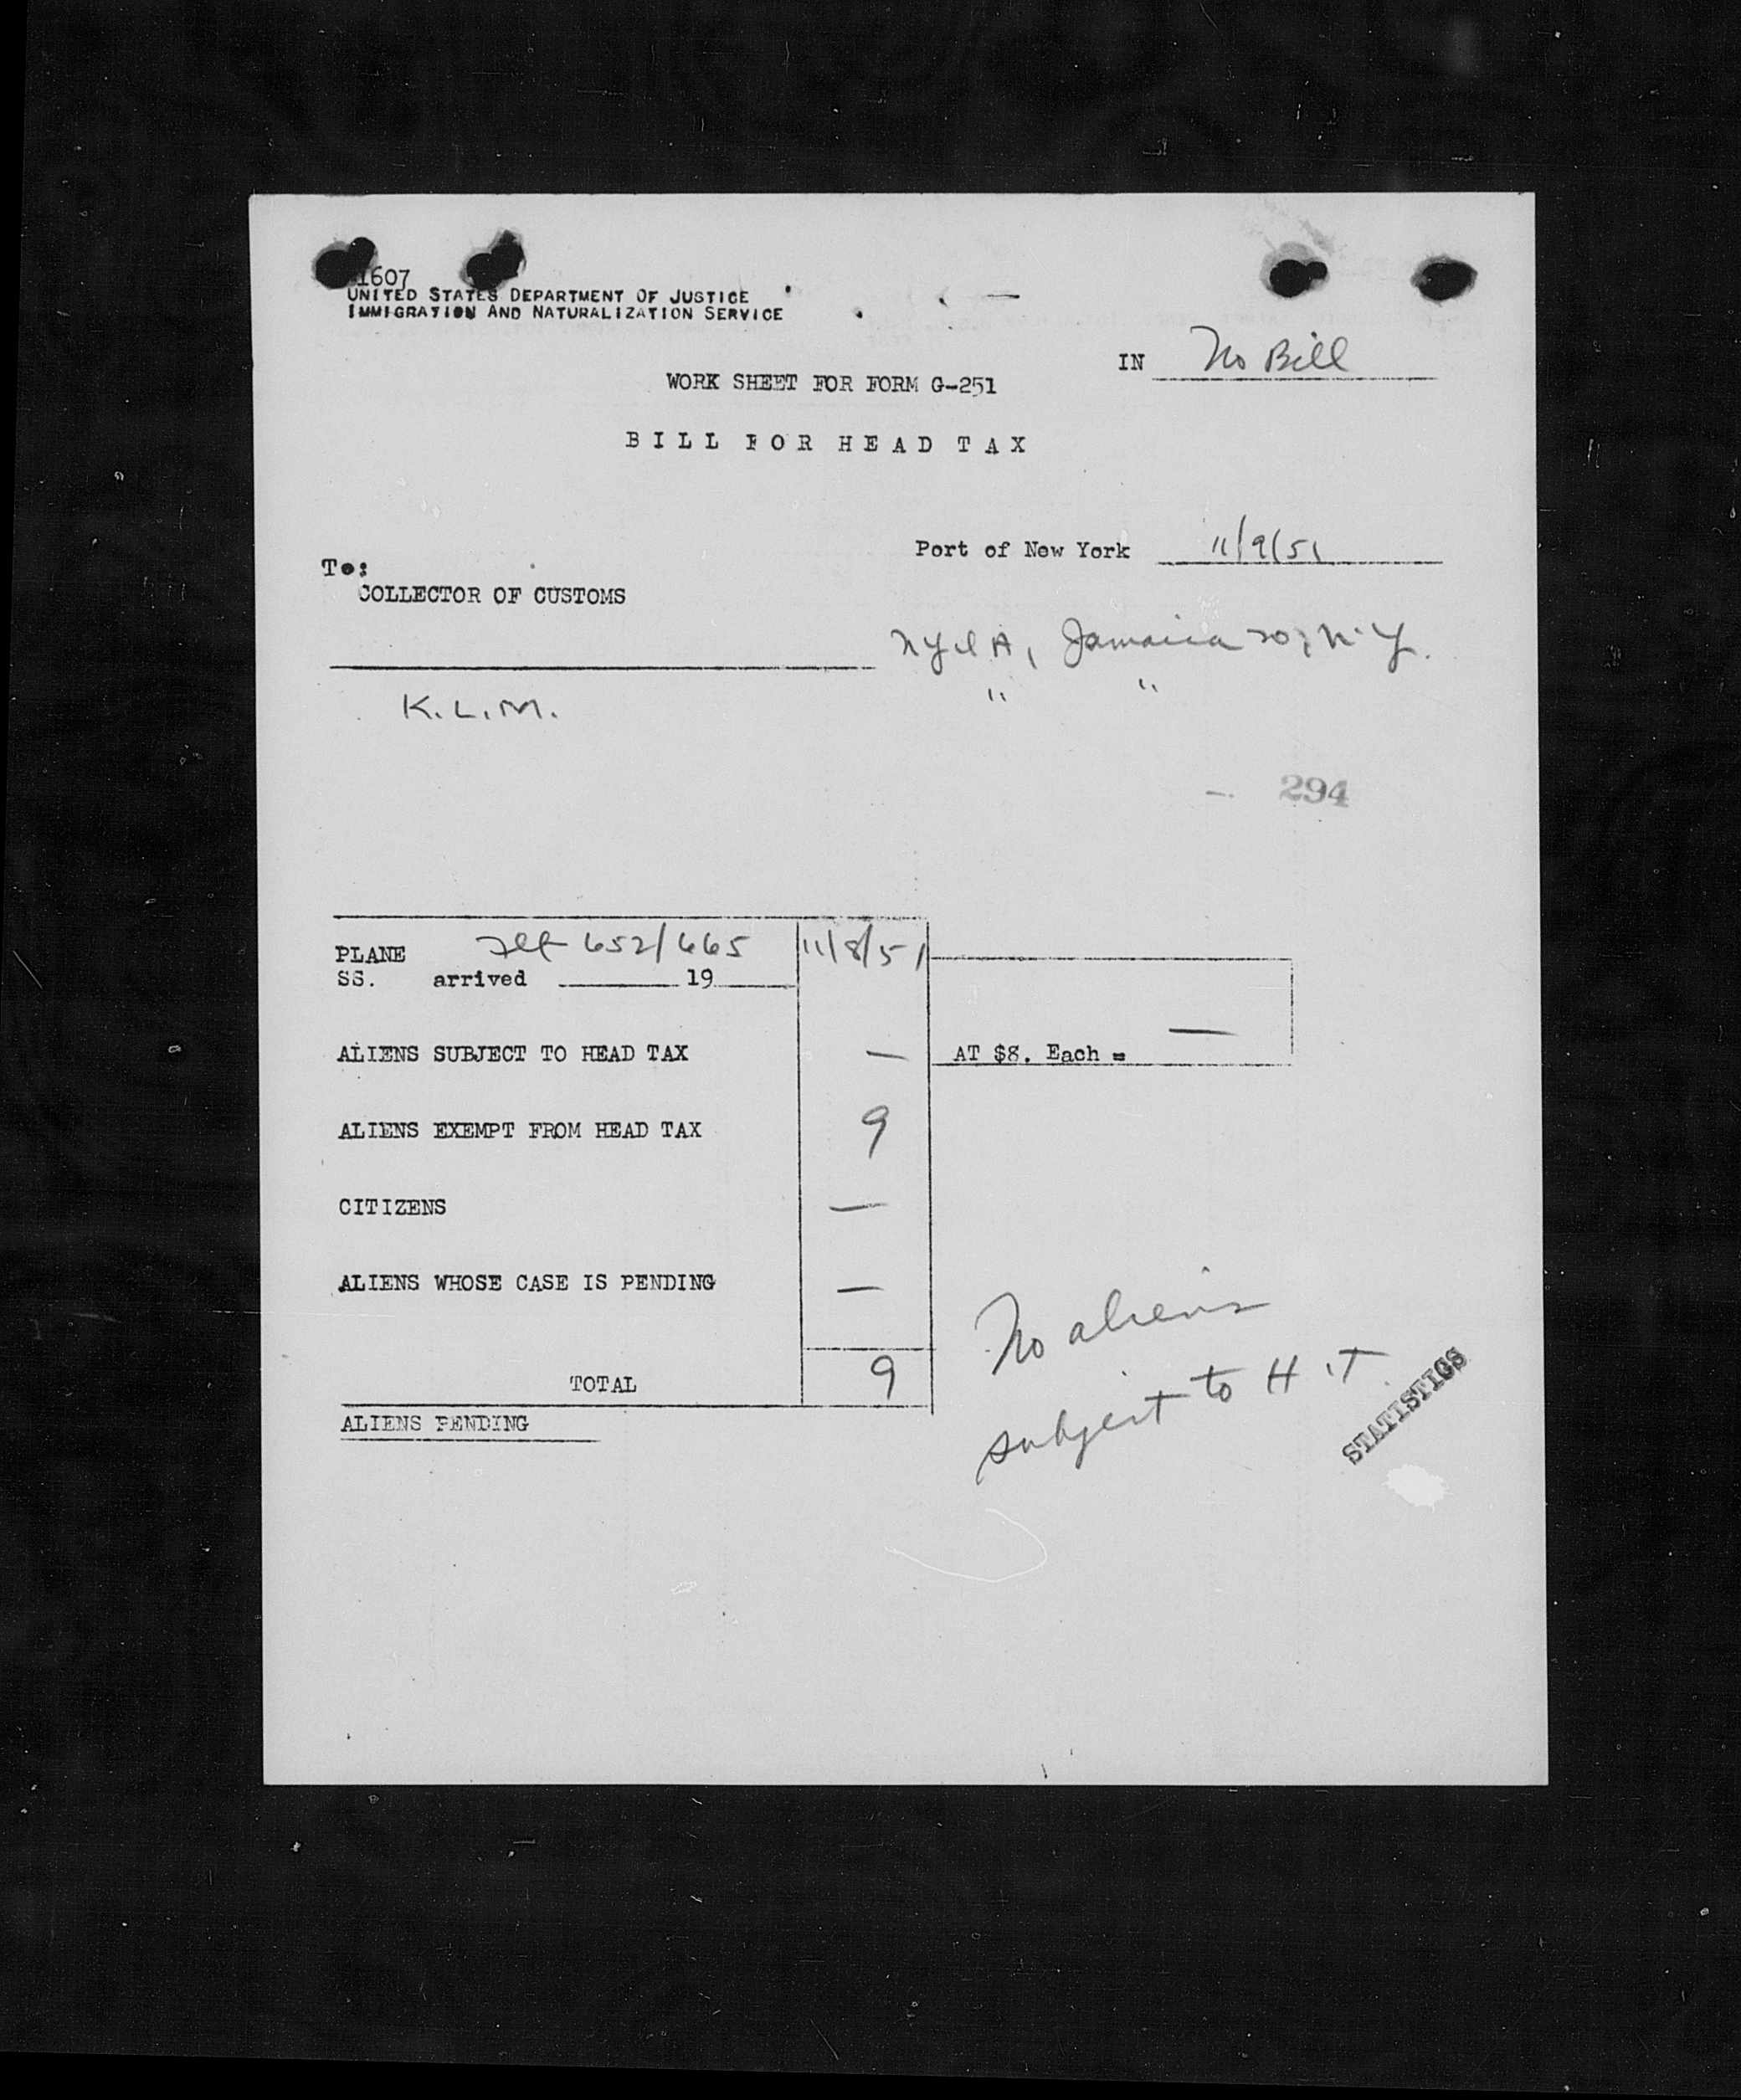 1607
UNITED STATES DEPARTMENT OF JUSTICE
IMMIGRATION AND NATURALIZATION SERVICE
IN No Bill
WORK SHEET FOR FORM G-251
BILL FOR HEAD TAX
Port of New York 11/9/51
To:
COLLECTOR OF CUSTOMS
Jamaica N.Y.
" "
K.L.M.
294
PLANE 652/665 11/8/51
SS. arrived 19
ALIENS SUBJECT TO HEAD TAX — AT $8. Each = —
ALIENS EXEMPT FROM HEAD TAX 9
CITIZENS —
ALIENS WHOSE CASE IS PENDING —
TOTAL 9
ALIENS PENDING
No aliens
subject to H.T.
STATISTICS